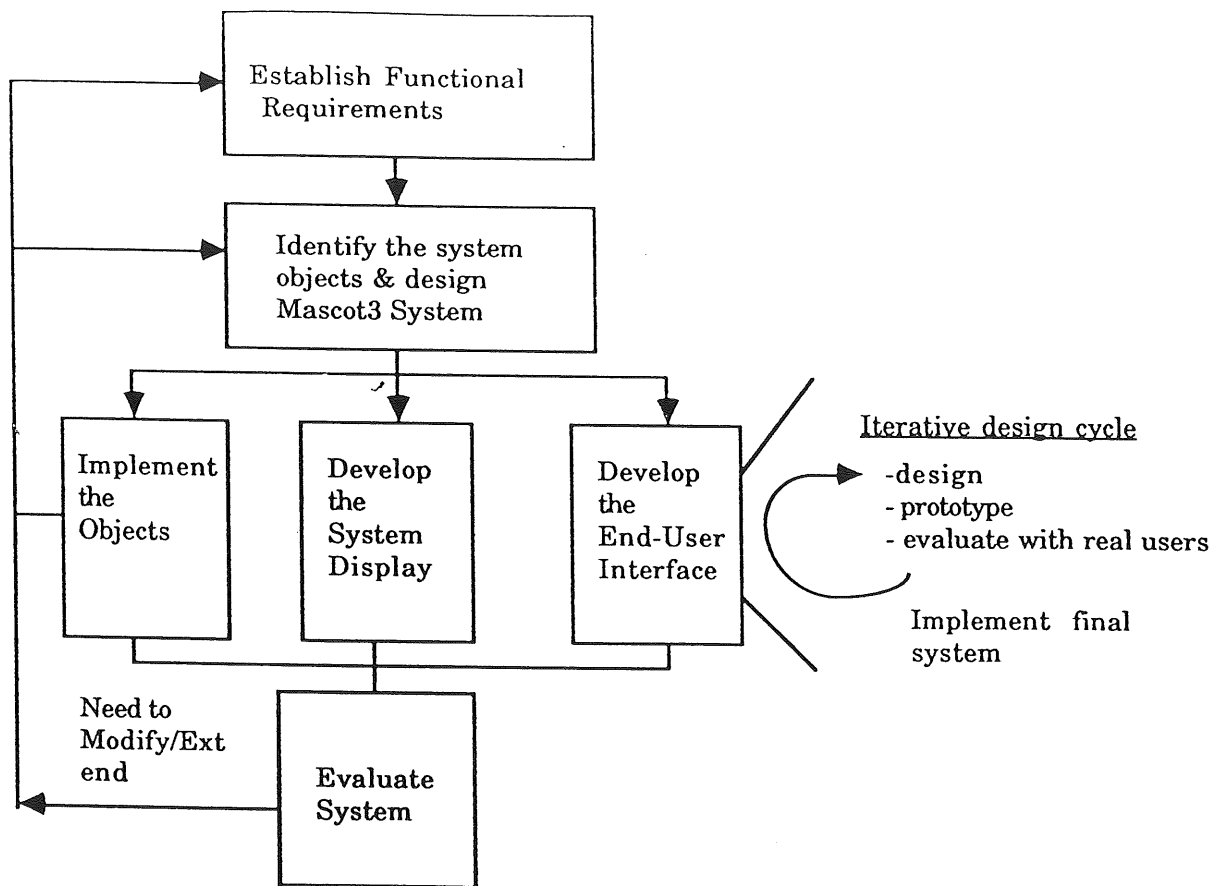 Establish Functional
Requirements
Identify the system
objects & design
Mascot3 System
Implement
the
Objects
Develop
the
System
Display
Develop
the
End-User
Interface
Iterative design cycle
-design
- prototype
- evaluate with real users
Implement final
system
Need to
Modify/Ext
end
Evaluate
System